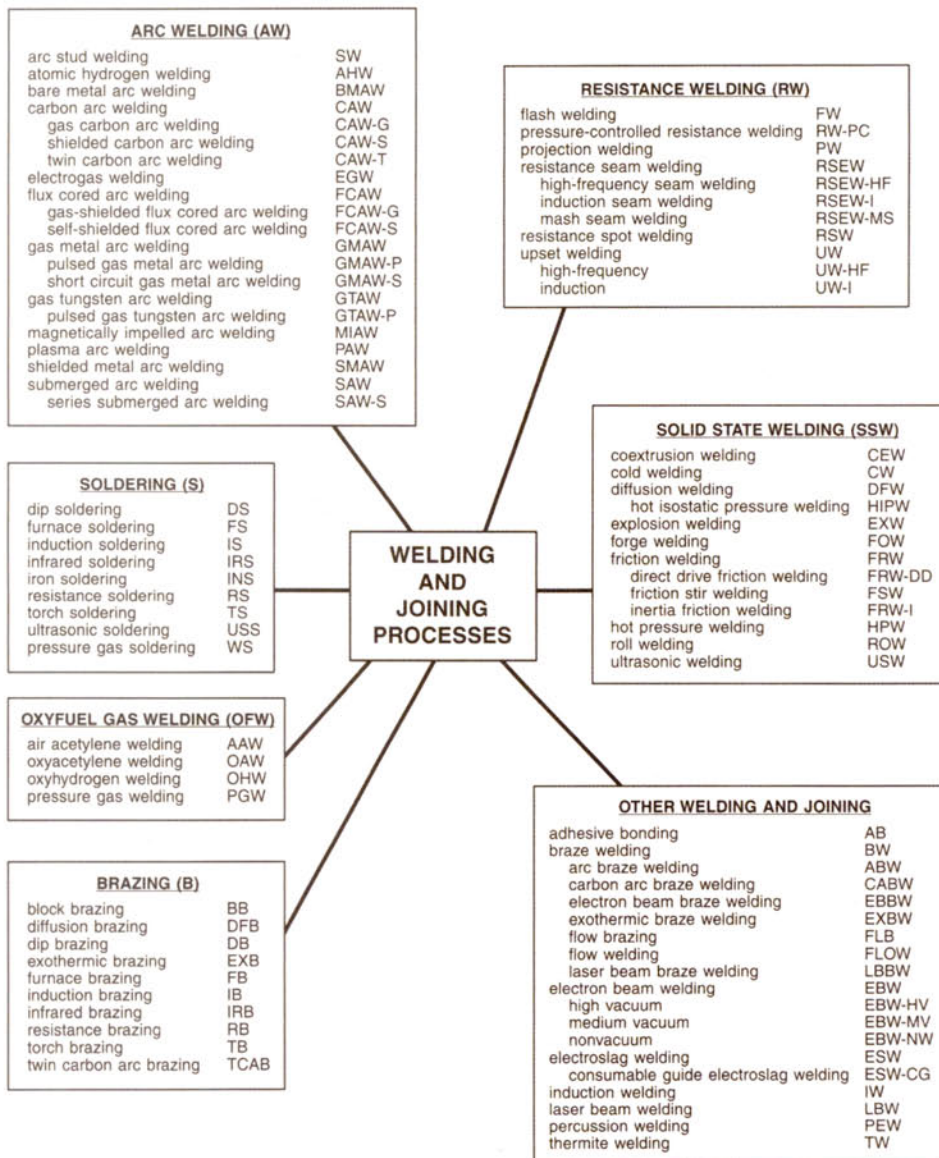 ARC WELDING (AW)
arc stud welding SW
atomic hydrogen welding AHW
bare metal arc welding BMAW
carbon arc welding CAW
gas carbon arc welding CAW-G
shielded carbon arc welding CAW-S
twin carbon arc welding CAW-T
electrogas welding EGW
flux cored arc welding FCAW
gas-shielded flux cored arc welding FCAW-G
self-shielded flux cored arc welding FCAW-S
gas metal arc welding GMAW
pulsed gas metal arc welding GMAW-P
short circuit gas metal arc welding GMAW-S
gas tungsten arc welding GTAW
pulsed gas tungsten arc welding GTAW-P
magnetically impelled arc welding MIAW
plasma arc welding PAW
shielded metal arc welding SMAW
submerged arc welding SAW
series submerged arc welding SAW-S
RESISTANCE WELDING (RW)
flash welding FW
pressure-controlled resistance welding RW-PC
projection welding PW
resistance seam welding RSEW
high-frequency seam welding RSEW-HF
induction seam welding RSEW-I
mash seam welding RSEW-MS
resistance spot welding RSW
upset welding UW
high-frequency UW-HF
induction UW-I
SOLDERING (S)
dip soldering DS
furnace soldering FS
induction soldering IS
infrared soldering IRS
iron soldering INS
resistance soldering RS
torch soldering TS
ultrasonic soldering USS
pressure gas soldering WS
WELDING
AND
JOINING
PROCESSES
SOLID STATE WELDING (SSW)
coextrusion welding CEW
cold welding CW
diffusion welding DFW
hot isostatic pressure welding HIPW
explosion welding EXW
forge welding FOW
friction welding FRW
direct drive friction welding FRW-DD
friction stir welding FSW
inertia friction welding FRW-I
hot pressure welding HPW
roll welding ROW
ultrasonic welding USW
OXYFUEL GAS WELDING (OFW)
air acetylene welding AAW
oxyacetylene welding OAW
oxyhydrogen welding OHW
pressure gas welding PGW
BRAZING (B)
block brazing BB
diffusion brazing DFB
dip brazing DB
exothermic brazing EXB
furnace brazing FB
induction brazing IB
infrared brazing IRB
resistance brazing RB
torch brazing TB
twin carbon arc brazing TCAB
OTHER WELDING AND JOINING
adhesive bonding AB
braze welding BW
arc braze welding ABW
carbon arc braze welding CABW
electron beam braze welding EBBW
exothermic braze welding EXBW
flow brazing FLB
flow welding FLOW
laser beam braze welding LBBW
electron beam welding EBW
high vacuum EBW-HV
medium vacuum EBW-MV
nonvacuum EBW-NW
electroslag welding ESW
consumable guide electroslag welding ESW-CG
induction welding IW
laser beam welding LBW
percussion welding PEW
thermite welding TW